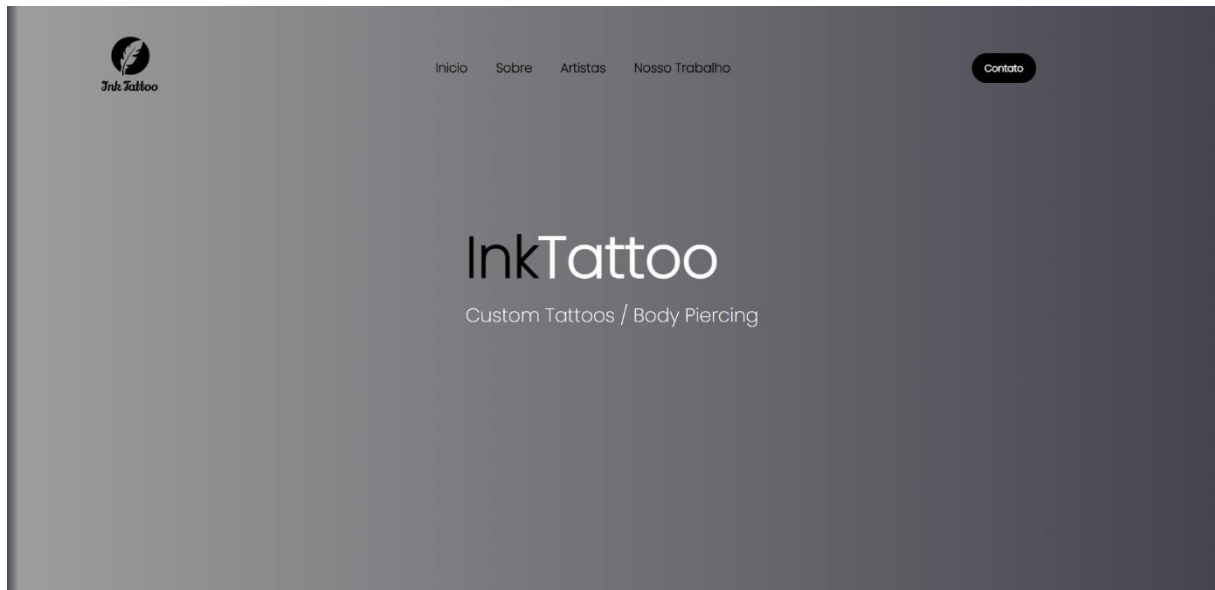 Ink Tattoo
Inicio Sobre Artistas Nosso Trabalho
Contato
InkTattoo
Custom Tattoos / Body Piercing